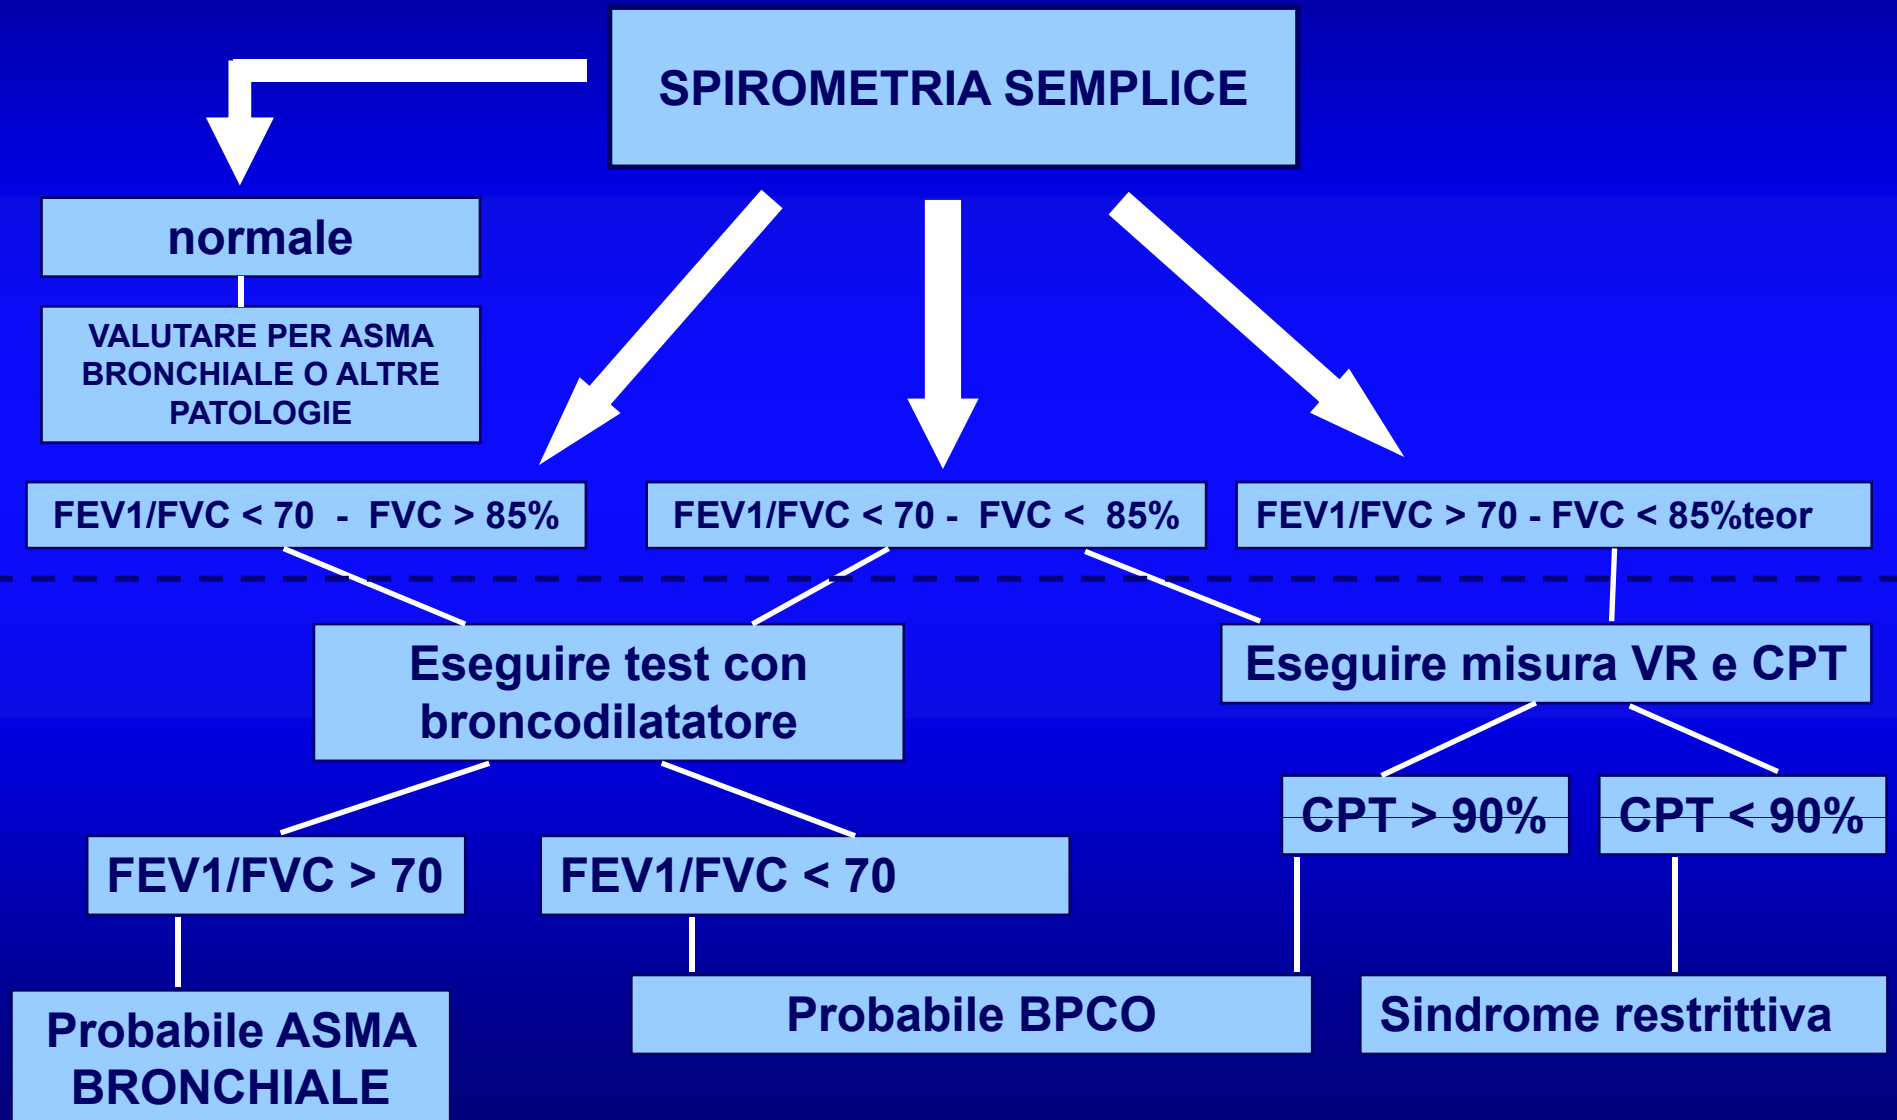 SPIROMETRIA SEMPLICE
normale
VALUTARE PER ASMA
BRONCHIALE O ALTRE
PATOLOGIE
FEV1/FVC < 70 - FVC > 85%
FEV1/FVC < 70 - FVC < 85%
FEV1/FVC > 70 - FVC < 85%teor
Eseguire test con
broncodilatatore
Eseguire misura VR e CPT
CPT > 90%
CPT < 90%
FEV1/FVC > 70
FEV1/FVC < 70
Probabile ASMA
BRONCHIALE
Probabile BPCO
Sindrome restrittiva